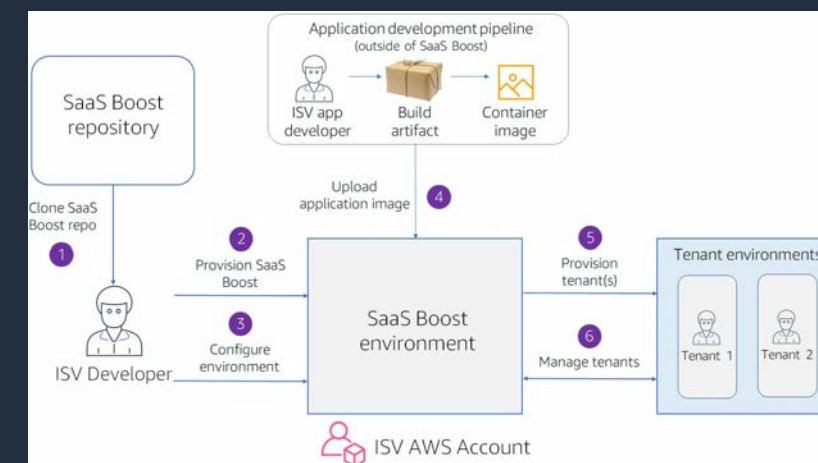 Application development pipeline
(outside of SaaS Boost)
ISV app
developer
Build
artifact
Container
image
SaaS Boost
repository
Clone SaaS
Boost repo
1
ISV Developer
2
Provision SaaS
Boost
3
Configure
environment
Upload
application image
4
SaaS Boost
environment
ISV AWS Account
5
Provision
tenant(s)
6
Manage tenants
Tenant environments
Tenant 1
Tenant 2